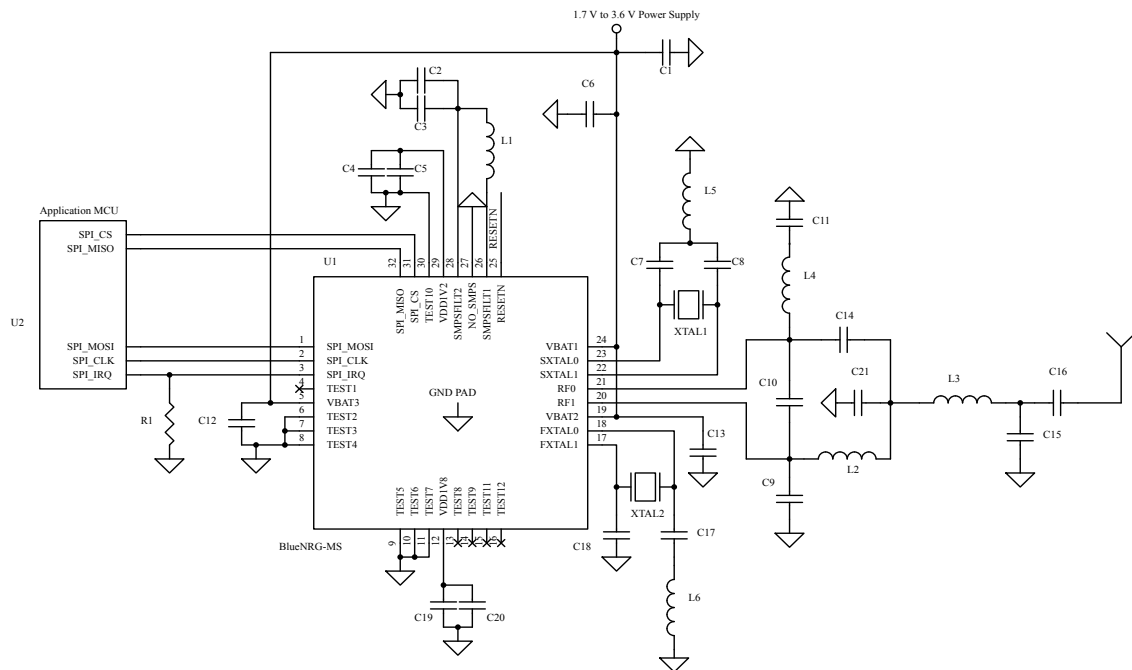 1.7 V to 3.6 V Power Supply
C1
C2
C3
C6
L1
C4
C5
L5
C11
Application MCU
SPI_CS
SPI_MISO
SPI_MOSI
SPI_CLK
SPI_IRQ
U2
U1
32
31
30
29
28
27
26
25
RESETN
SPI_MISO
SPI_CS
TEST10
VDD1V2
SMPSFILT2
NO_SMPS
SMPSFILT1
RESETN
C7
C8
XTAL1
L4
C14
1 SPI_MOSI
2 SPI_CLK
3 SPI_IRQ
4 TEST1
5 VBAT3
6 TEST2
7 TEST3
8 TEST4
GND PAD
VBAT1 24
SXTAL0 23
SXTAL1 22
RF0 21
RF1 20
VBAT2 19
FXTAL0 18
FXTAL1 17
R1
C12
C10
C21
L3
C16
C13
C15
C9
L2
TEST5
TEST6
TEST7
VDD1V8
TEST8
TEST9
TEST11
TEST12
9
10
11
12
13
14
15
16
BlueNRG-MS
XTAL2
C18
C17
C19
C20
L6